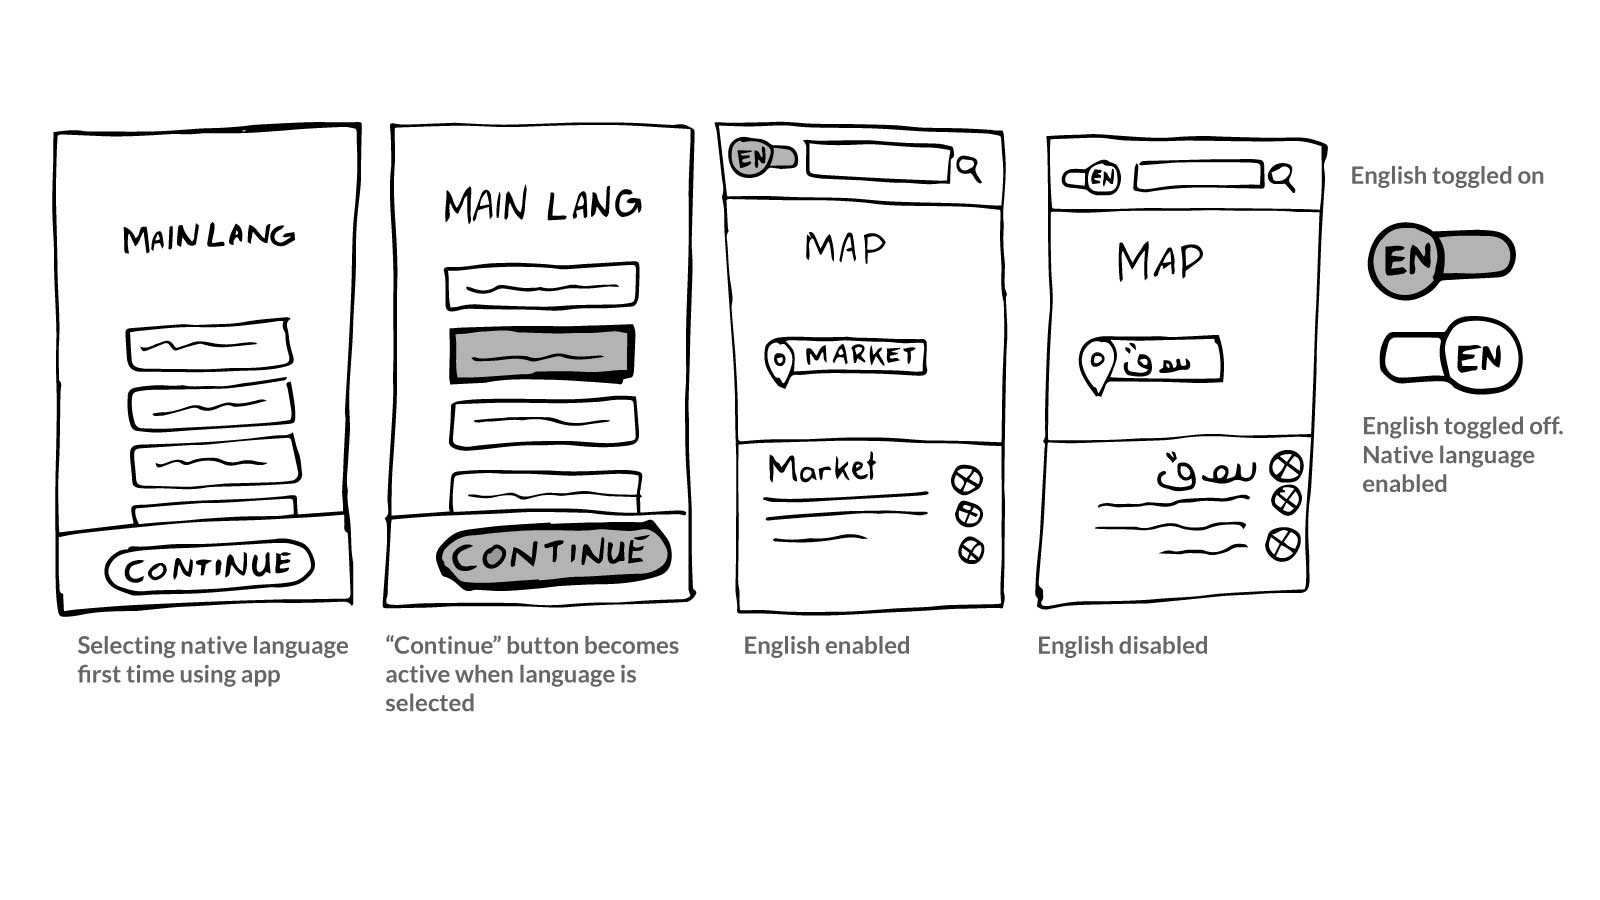 MAIN LANG
CONTINUE
Selecting native language
first time using app
MAIN LANG
CONTINUE
“Continue” button becomes
active when language is
selected
EN
MAP
MARKET
Market
English enabled
EN
MAP
سوق
سوق
English disabled
English toggled on
EN
EN
English toggled off.
Native language
enabled